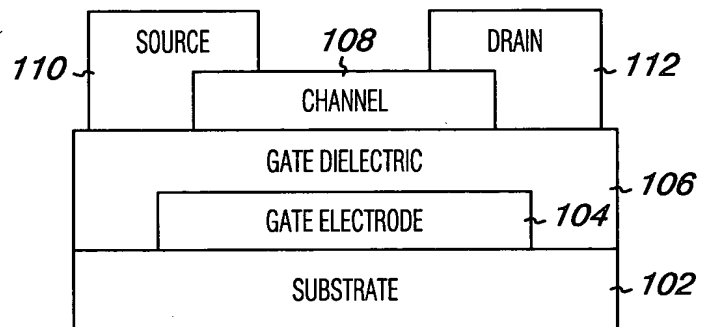 SOURCE 108 DRAIN
110 112
CHANNEL
GATE DIELECTRIC
106
GATE ELECTRODE 104
SUBSTRATE 102